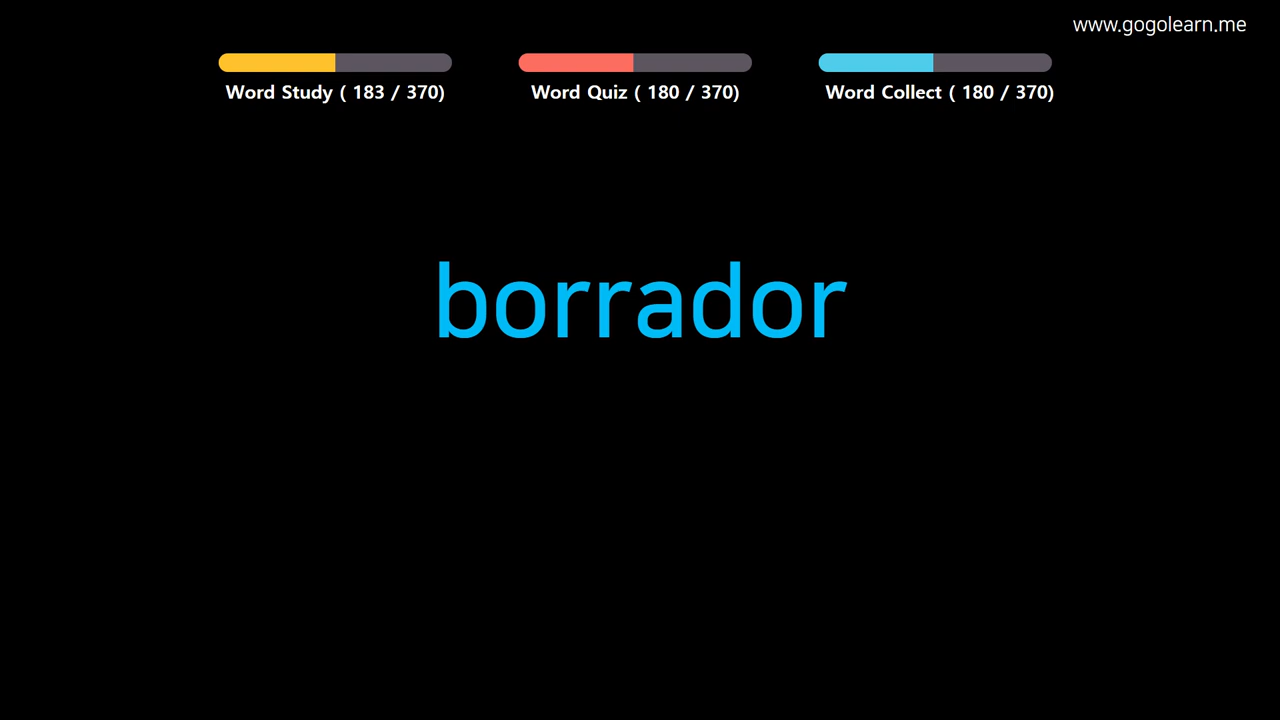 www.gogolearn.me
Word Study ( 183 / 370)
Word Quiz ( 180 / 370)
Word Collect ( 180 / 370)
borrador